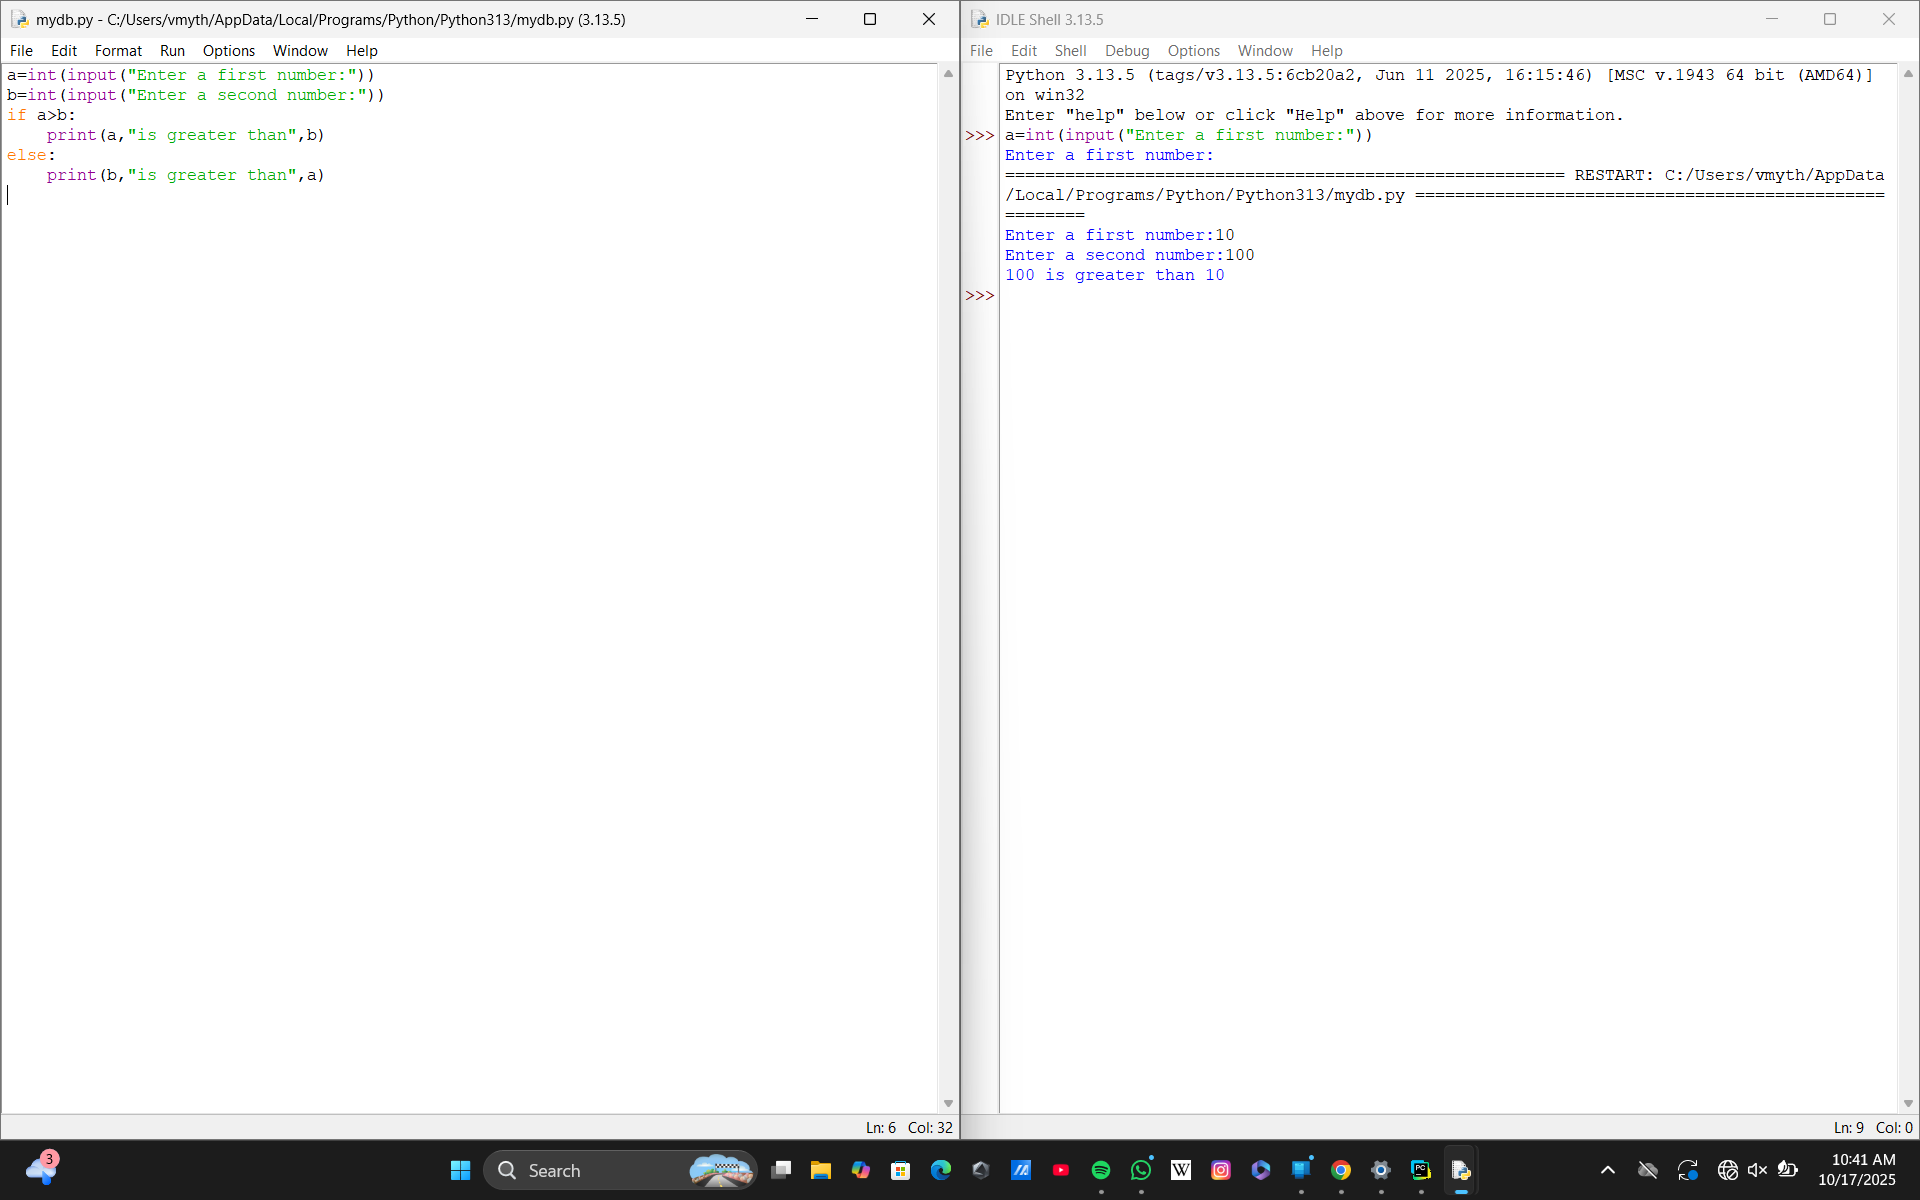 mydb.py - C:/Users/vmyth/AppData/Local/Programs/Python/Python313/mydb.py (3.13.5)
File Edit Format Run Options Window Help
a=int(input("Enter a first number:"))
b=int(input("Enter a second number:"))
if a>b:
    print(a,"is greater than",b)
else:
    print(b,"is greater than",a)
Ln: 6 Col: 32
IDLE Shell 3.13.5
File Edit Shell Debug Options Window Help
Python 3.13.5 (tags/v3.13.5:6cb20a2, Jun 11 2025, 16:15:46) [MSC v.1943 64 bit (AMD64)]
on win32
Enter "help" below or click "Help" above for more information.
>>> a=int(input("Enter a first number:"))
Enter a first number:
======================================================== RESTART: C:/Users/vmyth/AppData
/Local/Programs/Python/Python313/mydb.py ===============================================
========
Enter a first number:10
Enter a second number:100
100 is greater than 10
>>>
Ln: 9 Col: 0
3
Search
W
PC
10:41 AM
10/17/2025